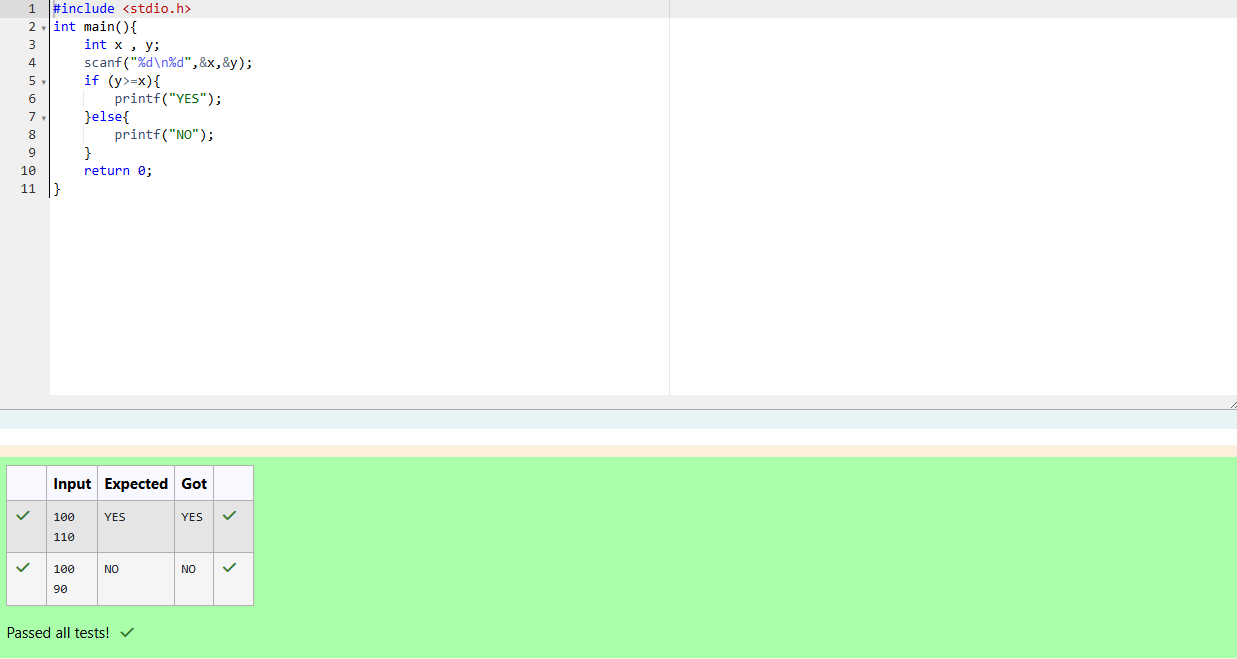 1 #include <stdio.h>
2 int main(){
3     int x , y;
4     scanf("%d\n%d",&x,&y);
5     if (y>=x){
6         printf("YES");
7     }else{
8         printf("NO");
9     }
10     return 0;
11 }
Input Expected Got
100 YES YES
110
100 NO NO
90
Passed all tests!